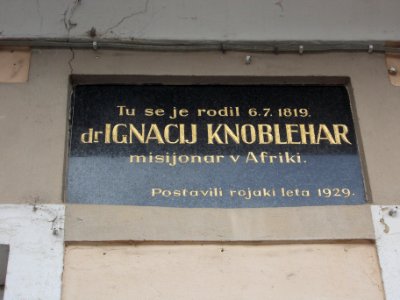 Tu se je rodil 6.7.1819.
dr IGNACIJ KNOBLEHAR
misijonar v Afriki.
Postavili rojaki leta 1929.